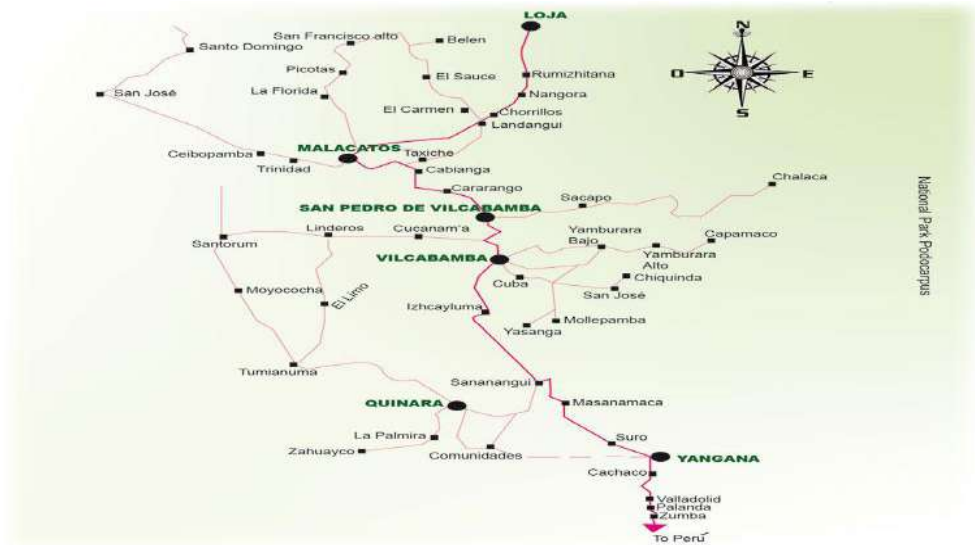 LOJA
San Francisco alto
Belen
N
Santo Domingo
Picotas
El Sauce
Rumizhitana
O
E
San José
La Florida
Nangora
El Carmen
Chorrillos
S
Landangui
MALACATOS
Taxiche
Ceibopamba
Trinidad
Cabianga
Chalaca
Cararango
Sacapo
National Park Podocarpus
SAN PEDRO DE VILCABAMBA
Linderos
Cucanam'a
Yamburara
Bajo
Capamaco
Santorum
VILCABAMBA
Yamburara
Alto
Cuba
Chiquinda
Moyococha
El Limo
San José
Izhcayluma
Yasanga
Mollepamba
Tumianuma
Sananangui
QUINARA
Masanamaca
La Palmira
Suro
Zahuayco
Comunidades
YANGANA
Cachaco
Valladolid
Palanda
Zumba
To Perú